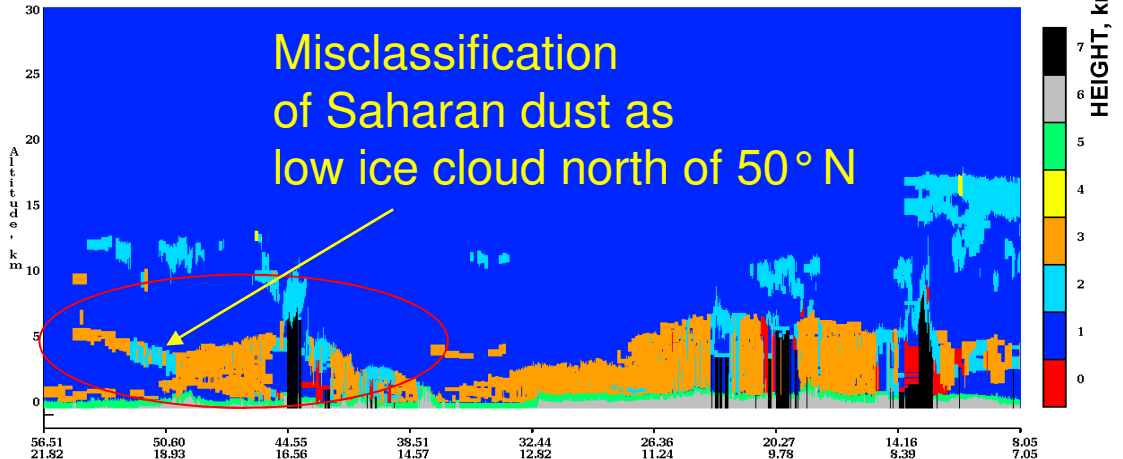 Misclassification
of Saharan dust as
low ice cloud north of 50° N
Altitude, km
30
25
20
15
10
5
0
56.51 50.60 44.55 38.51 32.44 26.36 20.27 14.16 8.05
21.82 18.93 16.56 14.57 12.82 11.24 9.78 8.39 7.05
7
6
5
4
3
2
1
0